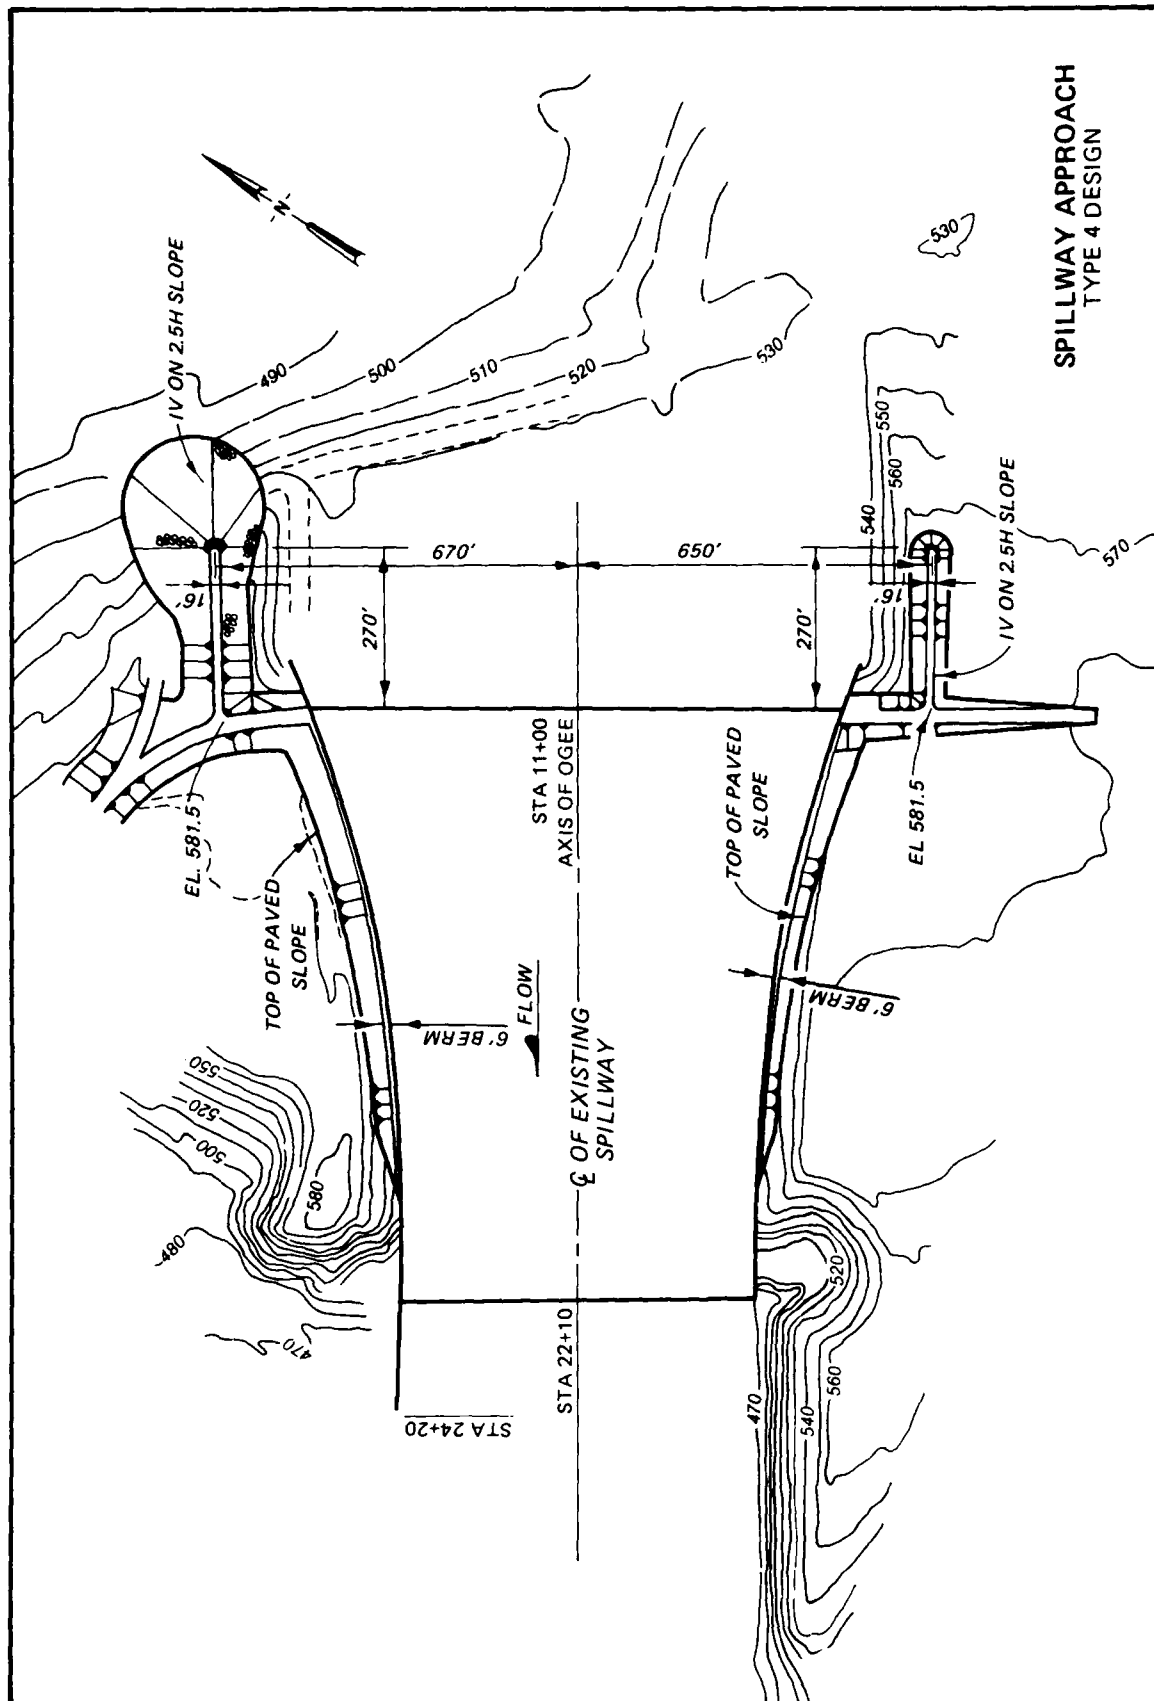 SPILLWAY APPROACH
TYPE 4 DESIGN
N
IV ON 2.5H SLOPE
490
500
510
520
530
530
550
560
540
570
IV ON 2.5H SLOPE
670'
650'
16'
16'
270'
270'
STA 11+00
AXIS OF OGEE
EL. 581.5
EL 581.5
TOP OF PAVED
SLOPE
TOP OF PAVED
SLOPE
6' BERM
6' BERM
FLOW
℄ OF EXISTING
SPILLWAY
550
520
500
580
480
470
520
STA 22+10
STA 24+20
470
540
560